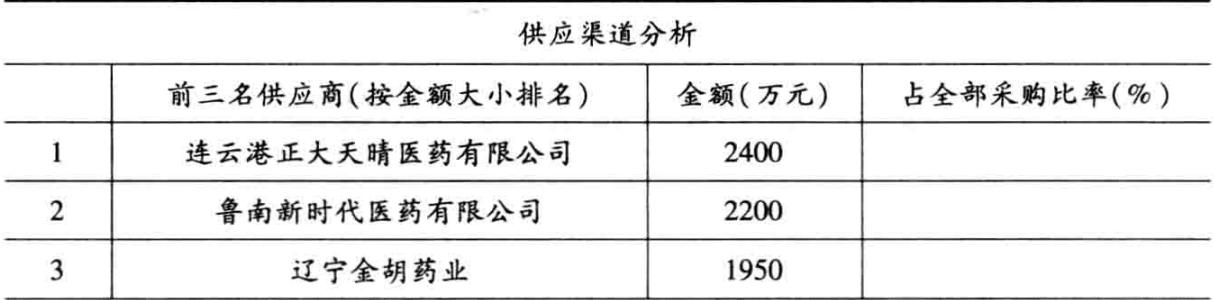 供应渠道分析
前三名供应商(按金额大小排名) 金额(万元) 占全部采购比率(%)
1 连云港正大天晴医药有限公司 2400
2 鲁南新时代医药有限公司 2200
3 辽宁金胡药业 1950